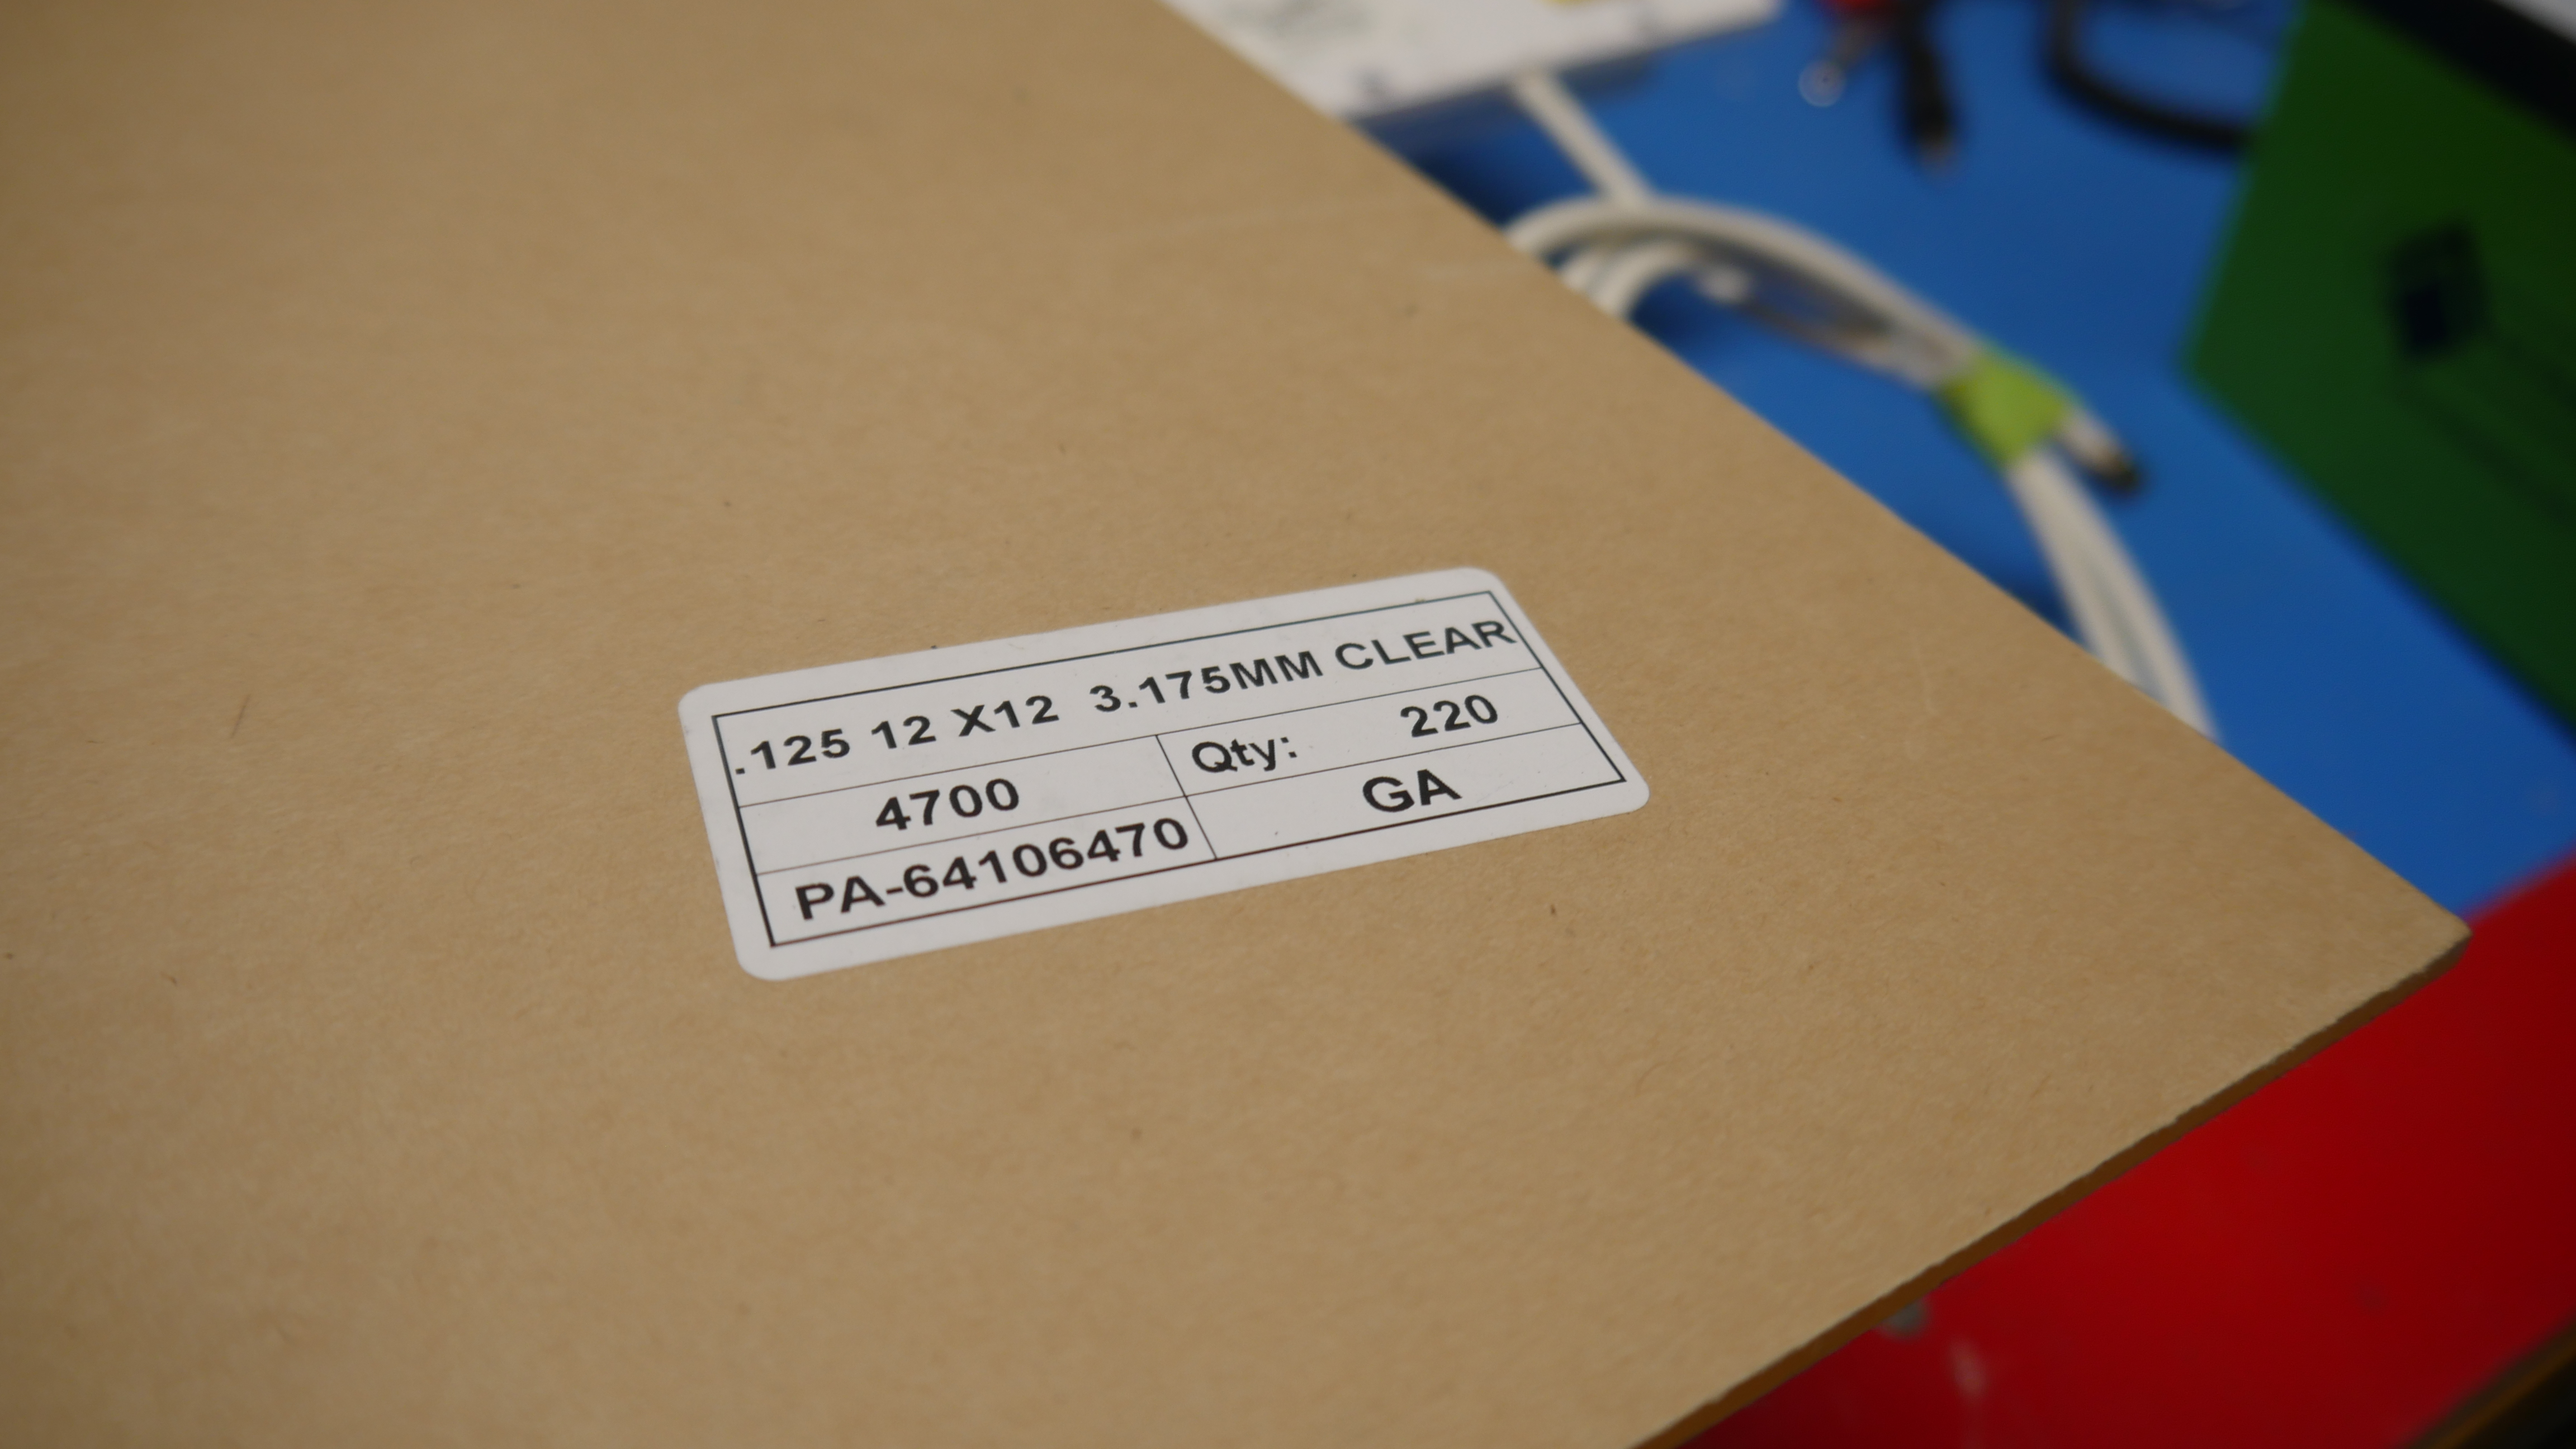 .125 12 X12 3.175MM CLEAR
4700 Qty: 220
PA-64106470 GA